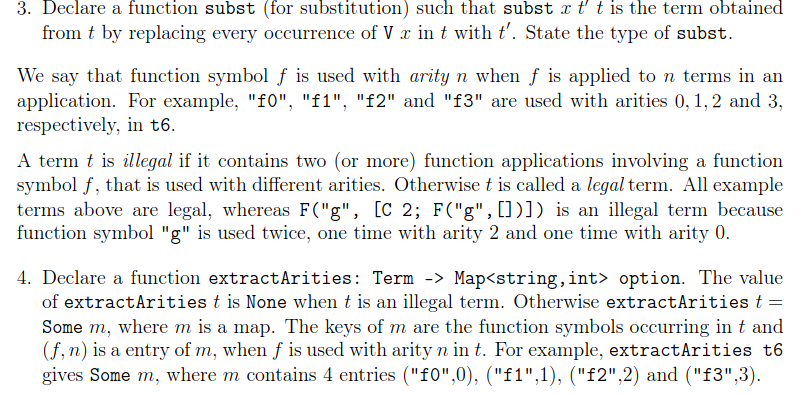 3. Declare a function subst (for substitution) such that subst x t′ t is the term obtained
from t by replacing every occurrence of V x in t with t′. State the type of subst.
We say that function symbol f is used with arity n when f is applied to n terms in an
application. For example, "f0", "f1", "f2" and "f3" are used with arities 0, 1, 2 and 3,
respectively, in t6.
A term t is illegal if it contains two (or more) function applications involving a function
symbol f, that is used with different arities. Otherwise t is called a legal term. All example
terms above are legal, whereas F("g", [C 2; F("g",[])]) is an illegal term because
function symbol "g" is used twice, one time with arity 2 and one time with arity 0.
4. Declare a function extractArities: Term -> Map<string,int> option. The value
of extractArities t is None when t is an illegal term. Otherwise extractArities t =
Some m, where m is a map. The keys of m are the function symbols occurring in t and
(f, n) is a entry of m, when f is used with arity n in t. For example, extractArities t6
gives Some m, where m contains 4 entries ("f0",0), ("f1",1), ("f2",2) and ("f3",3).